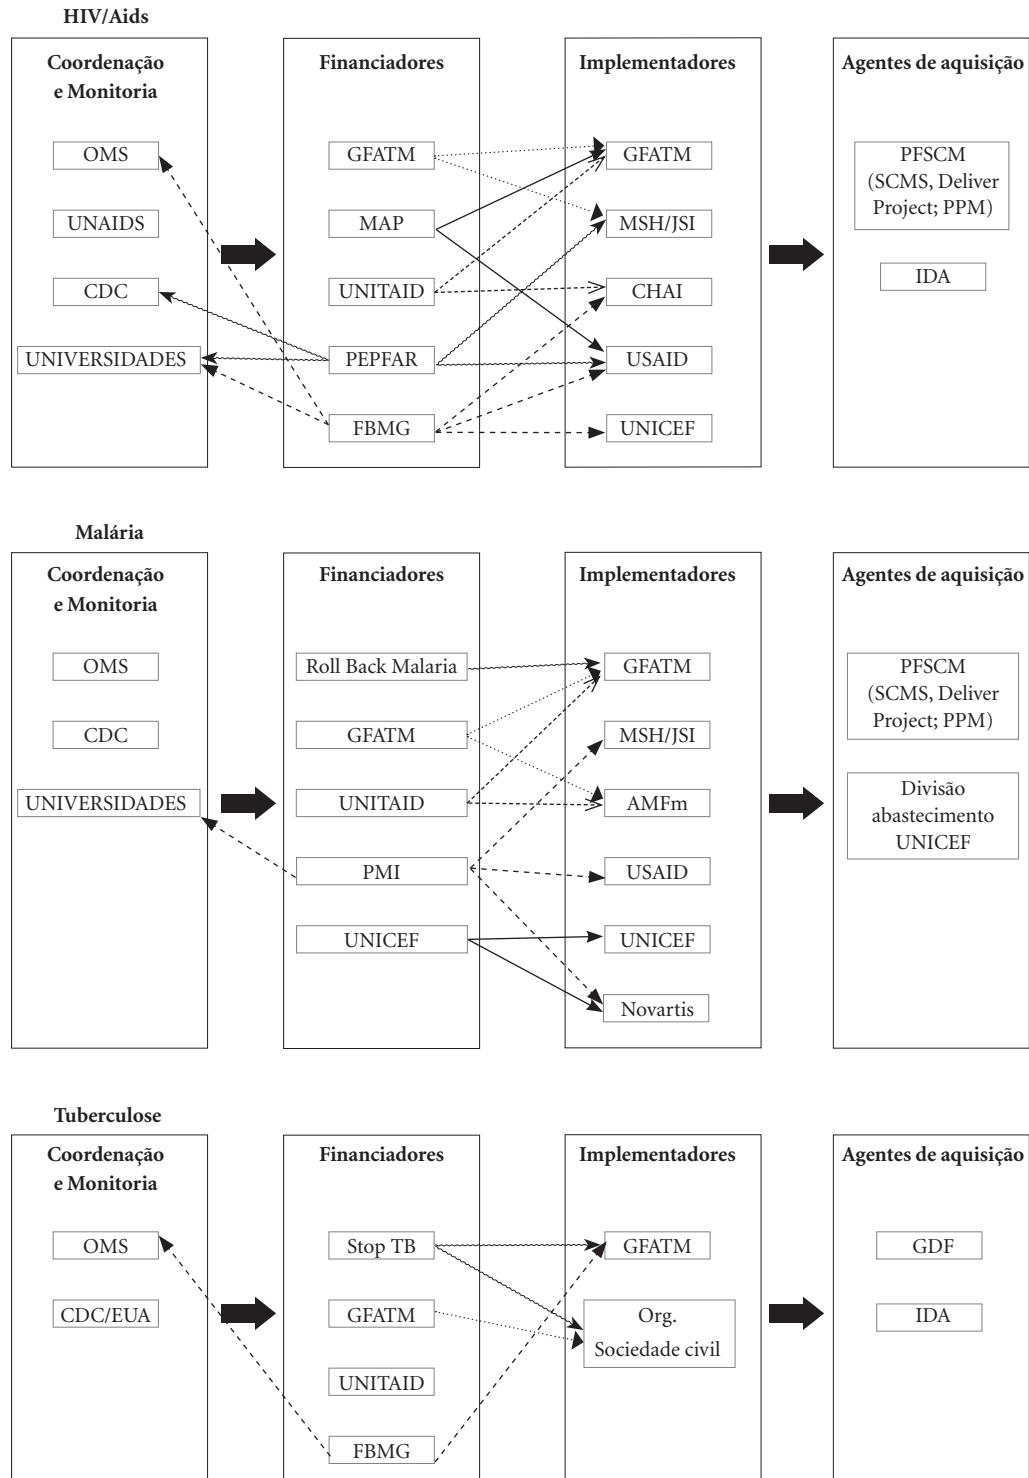 HIV/Aids
Coordenação
e Monitoria
OMS
UNAIDS
CDC
UNIVERSIDADES
Financiadores
GFATM
MAP
UNITAID
PEPFAR
FBMG
Implementadores
GFATM
MSH/JSI
CHAI
USAID
UNICEF
Agentes de aquisição
PFSCM
(SCMS, Deliver
Project; PPM)
IDA
Malária
Coordenação
e Monitoria
OMS
CDC
UNIVERSIDADES
Financiadores
Roll Back Malaria
GFATM
UNITAID
PMI
UNICEF
Implementadores
GFATM
MSH/JSI
AMFm
USAID
UNICEF
Novartis
Agentes de aquisição
PFSCM
(SCMS, Deliver
Project; PPM)
Divisão
abastecimento
UNICEF
Tuberculose
Coordenação
e Monitoria
OMS
CDC/EUA
Financiadores
Stop TB
GFATM
UNITAID
FBMG
Implementadores
GFATM
Org.
Sociedade civil
Agentes de aquisição
GDF
IDA